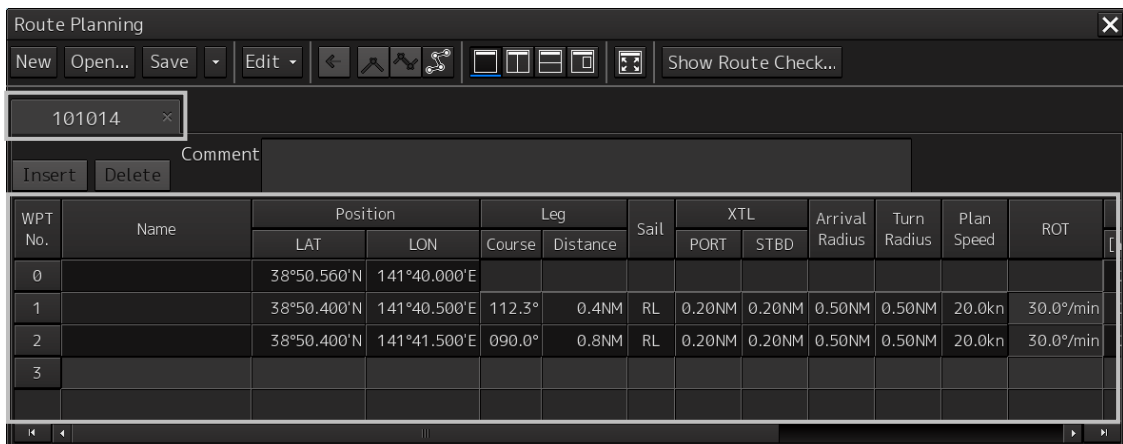 Route Planning
New Open... Save Edit Show Route Check...
101014
Comment
Insert Delete
WPT No. Name Position Leg Sail XTL Arrival Radius Turn Radius Plan Speed ROT
LAT LON Course Distance PORT STBD
0 38°50.560'N 141°40.000'E
1 38°50.400'N 141°40.500'E 112.3° 0.4NM RL 0.20NM 0.20NM 0.50NM 0.50NM 20.0kn 30.0°/min
2 38°50.400'N 141°41.500'E 090.0° 0.8NM RL 0.20NM 0.20NM 0.50NM 0.50NM 20.0kn 30.0°/min
3